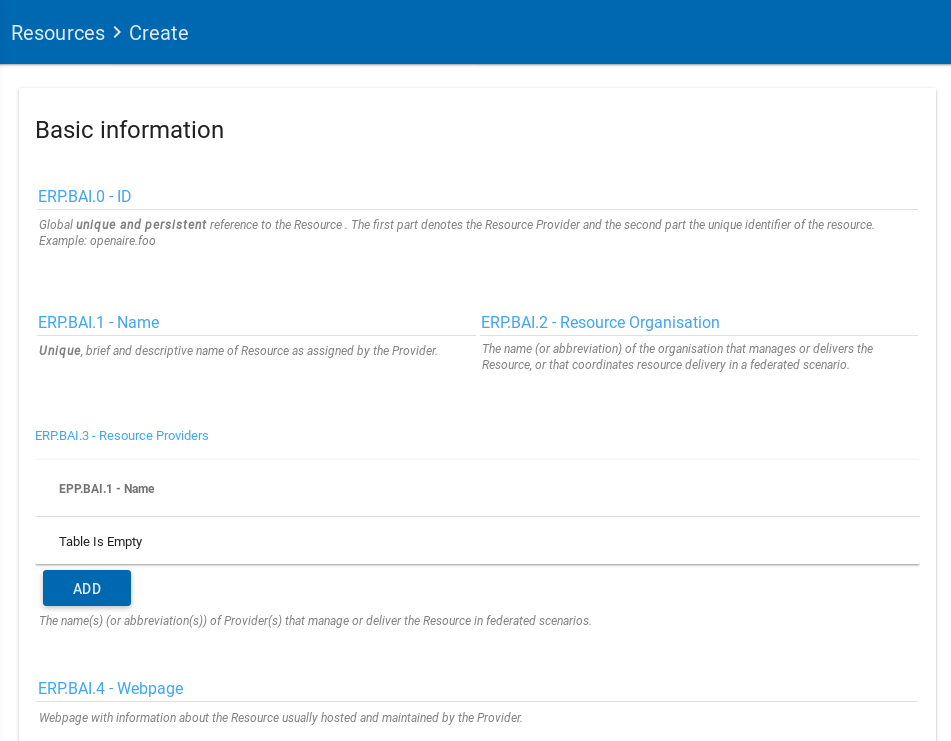 Resources > Create
Basic information
ERP.BAI.0 - ID
Global unique and persistent reference to the Resource . The first part denotes the Resource Provider and the second part the unique identifier of the resource.
Example: openaire.foo
ERP.BAI.1 - Name
Unique, brief and descriptive name of Resource as assigned by the Provider.
ERP.BAI.2 - Resource Organisation
The name (or abbreviation) of the organisation that manages or delivers the
Resource, or that coordinates resource delivery in a federated scenario.
ERP.BAI.3 - Resource Providers
EPP.BAI.1 - Name
Table Is Empty
ADD
The name(s) (or abbreviation(s)) of Provider(s) that manage or deliver the Resource in federated scenarios.
ERP.BAI.4 - Webpage
Webpage with information about the Resource usually hosted and maintained by the Provider.